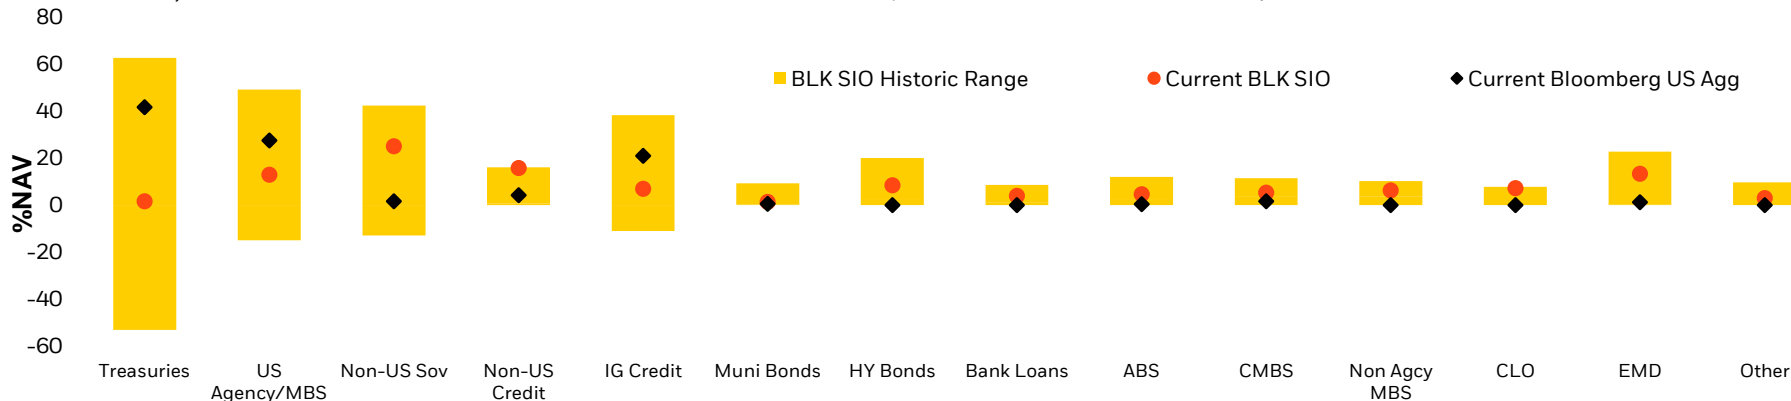 80
60
40
20
0
-20
-40
-60
%NAV
BLK SIO Historic Range
Current BLK SIO
Current Bloomberg US Agg
Treasuries
US
Agency/MBS
Non-US Sov
Non-US
Credit
IG Credit
Muni Bonds
HY Bonds
Bank Loans
ABS
CMBS
Non Agcy
MBS
CLO
EMD
Other